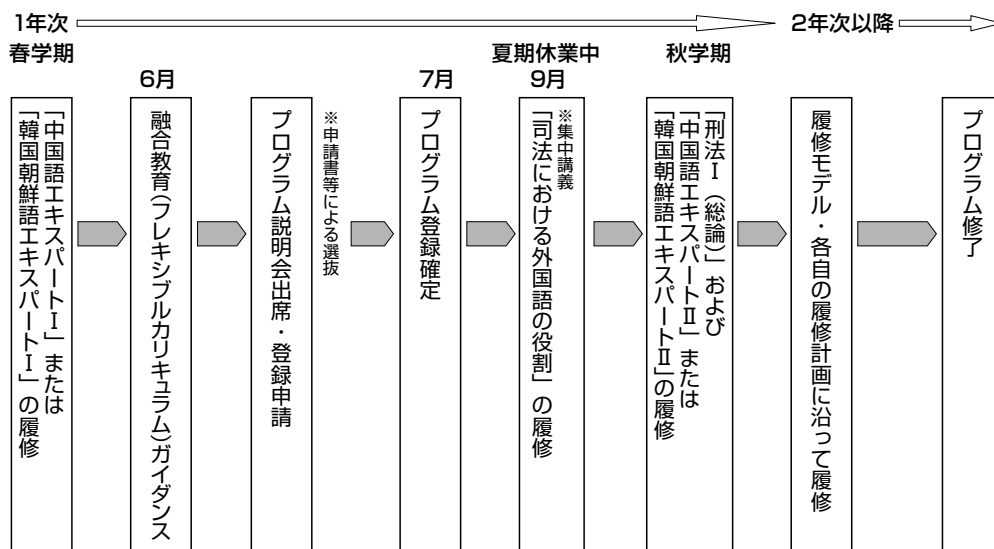 1年次
2年次以降
春学期
夏期休業中
秋学期
6月
7月
9月
「中国語エキスパートⅠ」または
「韓国朝鮮語エキスパートⅠ」の履修
融合教育(フレキシブルカリキュラム)ガイダンス
プログラム説明会出席・登録申請
※申請書等による選抜
プログラム登録確定
※集中講義
「司法における外国語の役割」の履修
「刑法Ⅰ(総論)」および
「中国語エキスパートⅡ」または
「韓国朝鮮語エキスパートⅡ」の履修
履修モデル・各自の履修計画に沿って履修
プログラム修了